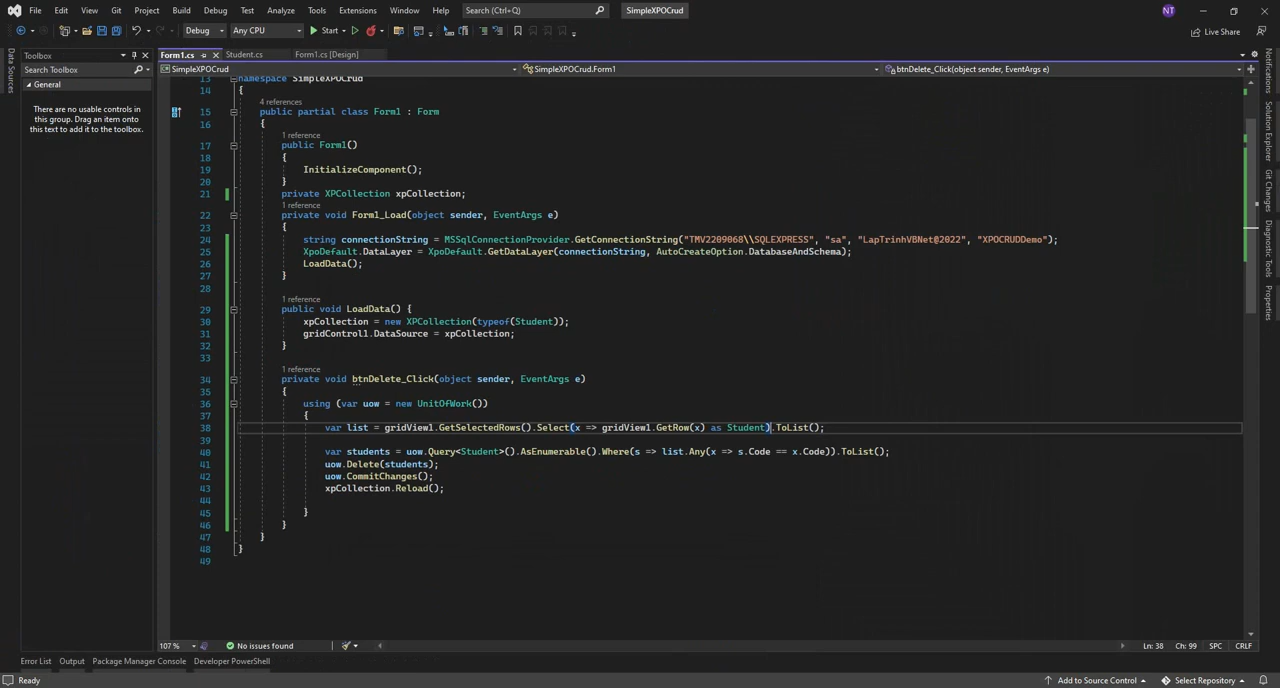 File Edit View Git Project Build Debug Test Analyze Tools Extensions Window Help Search (Ctrl+Q) SimpleXPOCrud NT
Debug Any CPU Start Live Share
Toolbox Form1.cs Student.cs Form1.cs [Design]
Search Toolbox SimpleXPOCrud SimpleXPOCrud.Form1 btnDelete_Click(object sender, EventArgs e)
General
There are no usable controls in
this group. Drag an item onto
this text to add it to the toolbox.
Data Sources
13 namespace SimpleXPOCrud
14 {
4 references
15 public partial class Form1 : Form
16 {
1 reference
17 public Form1()
18 {
19 InitializeComponent();
20 }
21 private XPCollection xpCollection;
1 reference
22 private void Form1_Load(object sender, EventArgs e)
23 {
24 string connectionString = MSSqlConnectionProvider.GetConnectionString("TMV2209068\\SQLEXPRESS", "sa", "LapTrinhVBNet@2022", "XPOCRUDDemo");
25 XpoDefault.DataLayer = XpoDefault.GetDataLayer(connectionString, AutoCreateOption.DatabaseAndSchema);
26 LoadData();
27 }
28
1 reference
29 public void LoadData() {
30 xpCollection = new XPCollection(typeof(Student));
31 gridControl1.DataSource = xpCollection;
32 }
33
1 reference
34 private void btnDelete_Click(object sender, EventArgs e)
35 {
36 using (var uow = new UnitOfWork())
37 {
38 var list = gridView1.GetSelectedRows().Select(x => gridView1.GetRow(x) as Student).ToList();
39
40 var students = uow.Query<Student>().AsEnumerable().Where(s => list.Any(x => s.Code == x.Code)).ToList();
41 uow.Delete(students);
42 uow.CommitChanges();
43 xpCollection.Reload();
44
45 }
46 }
47 }
48 }
49
Notifications
Solution Explorer
Git Changes
Diagnostic Tools
Properties
107 % No issues found Ln: 38 Ch: 99 SPC CRLF
Error List Output Package Manager Console Developer PowerShell
Ready Add to Source Control Select Repository